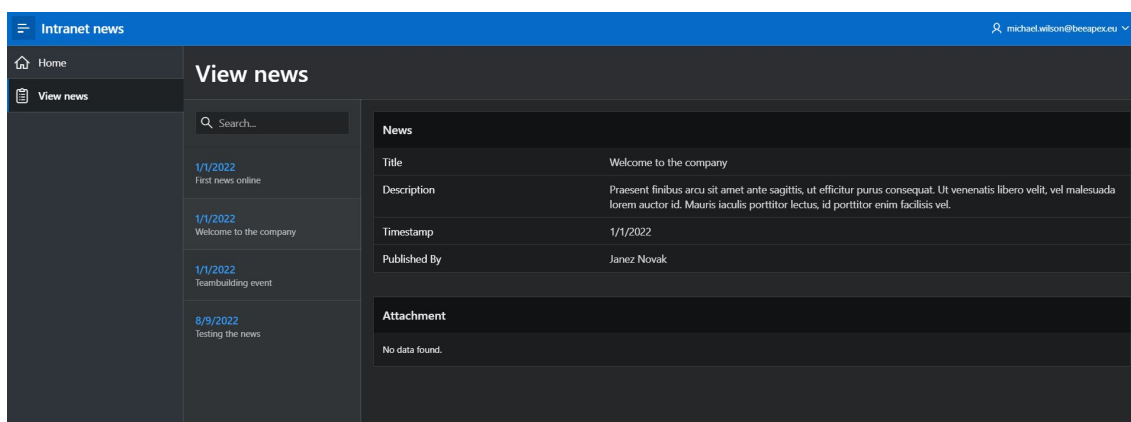 Intranet news
michael.wilson@beeapex.eu
Home
View news
View news
Search...
1/1/2022
First news online
1/1/2022
Welcome to the company
1/1/2022
Teambuilding event
8/9/2022
Testing the news
News
Title Welcome to the company
Description Praesent finibus arcu sit amet ante sagittis, ut efficitur purus consequat. Ut venenatis libero velit, vel malesuada
lorem auctor id. Mauris iaculis porttitor lectus, id porttitor enim facilisis vel.
Timestamp 1/1/2022
Published By Janez Novak
Attachment
No data found.